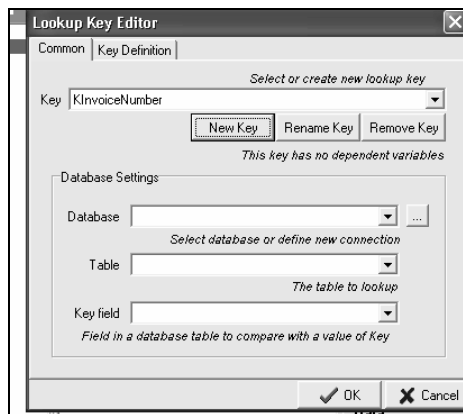 Lookup Key Editor
Common Key Definition
Select or create new lookup key
Key KInvoiceNumber
New Key Rename Key Remove Key
This key has no dependent variables
Database Settings
Database ...
Select database or define new connection
Table
The table to lookup
Key field
Field in a database table to compare with a value of Key
OK Cancel